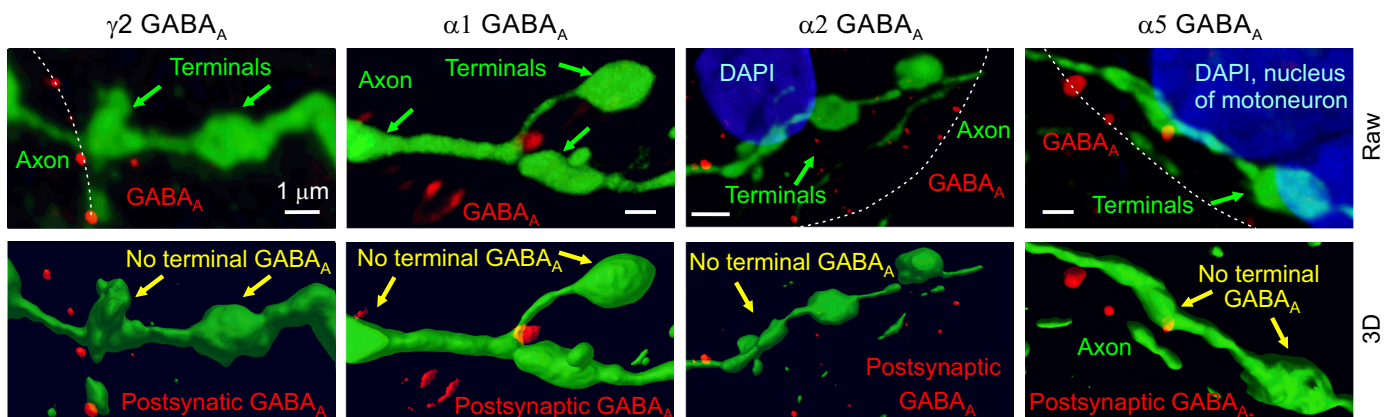 γ2 GABAA
α1 GABAA
α2 GABAA
α5 GABAA
Terminals
Axon
GABAA
1 μm
Axon
Terminals
GABAA
DAPI
Axon
Terminals
GABAA
DAPI, nucleus
of motoneuron
GABAA
Terminals
Raw
No terminal GABAA
Postsynatic GABAA
No terminal GABAA
Postsynaptic GABAA
No terminal GABAA
Postsynaptic
GABAA
No terminal
GABAA
Axon
Postsynaptic GABAA
3D